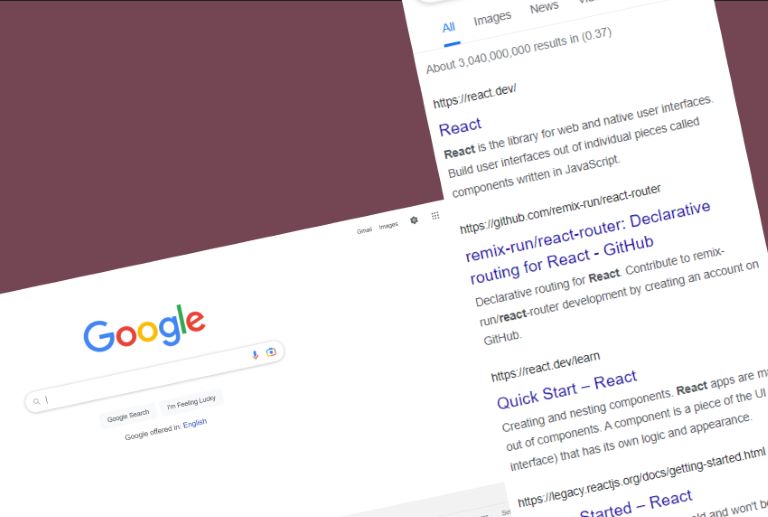 All Images News
About 3,040,000,000 results in (0.37)
https://react.dev/
React
React is the library for web and native user interfaces.
Build user interfaces out of individual pieces called
components written in JavaScript.
https://github.com/remix-run/react-router
remix-run/react-router: Declarative
routing for React - GitHub
Declarative routing for React. Contribute to remix-
run/react-router development by creating an account on
GitHub.
https://react.dev/learn
Quick Start – React
Creating and nesting components. React apps are
out of components. A component is a piece of the UI
interface) that has its own logic and appearance.
https://legacy.reactjs.org/docs/getting-started.html
Started – React
and won't
Gmail Images
Google
Google Search I'm Feeling Lucky
Google offered in: English